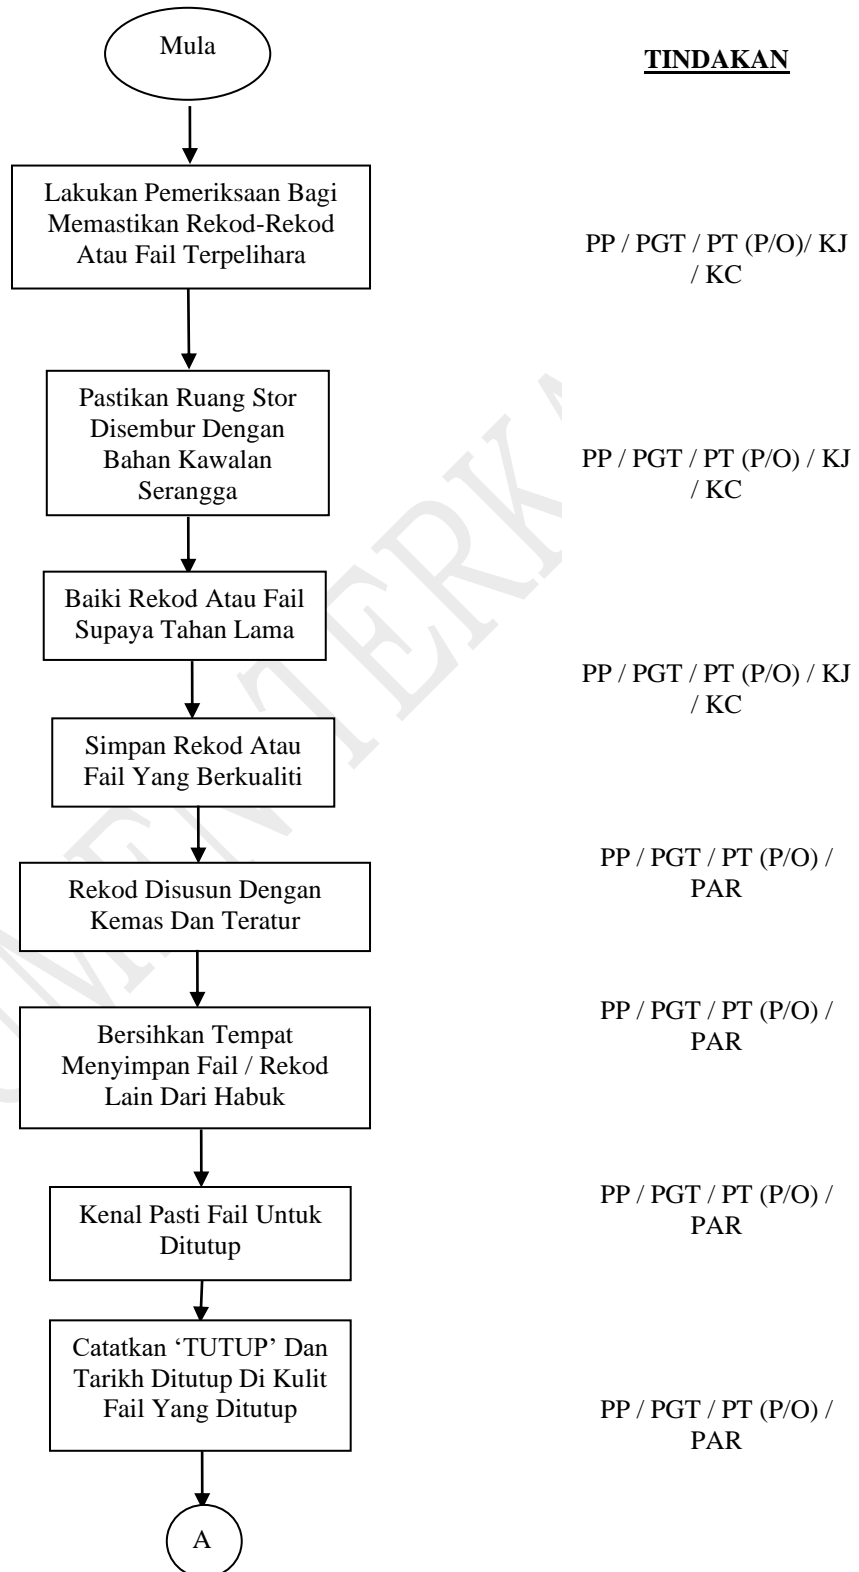 Mula
TINDAKAN
Lakukan Pemeriksaan Bagi
Memastikan Rekod-Rekod
Atau Fail Terpelihara
PP / PGT / PT (P/O)/ KJ
/ KC
Pastikan Ruang Stor
Disembur Dengan
Bahan Kawalan
Serangga
PP / PGT / PT (P/O) / KJ
/ KC
Baiki Rekod Atau Fail
Supaya Tahan Lama
PP / PGT / PT (P/O) / KJ
/ KC
Simpan Rekod Atau
Fail Yang Berkualiti
PP / PGT / PT (P/O) /
PAR
Rekod Disusun Dengan
Kemas Dan Teratur
PP / PGT / PT (P/O) /
PAR
Bersihkan Tempat
Menyimpan Fail / Rekod
Lain Dari Habuk
PP / PGT / PT (P/O) /
PAR
Kenal Pasti Fail Untuk
Ditutup
Catatkan ‘TUTUP’ Dan
Tarikh Ditutup Di Kulit
Fail Yang Ditutup
PP / PGT / PT (P/O) /
PAR
A